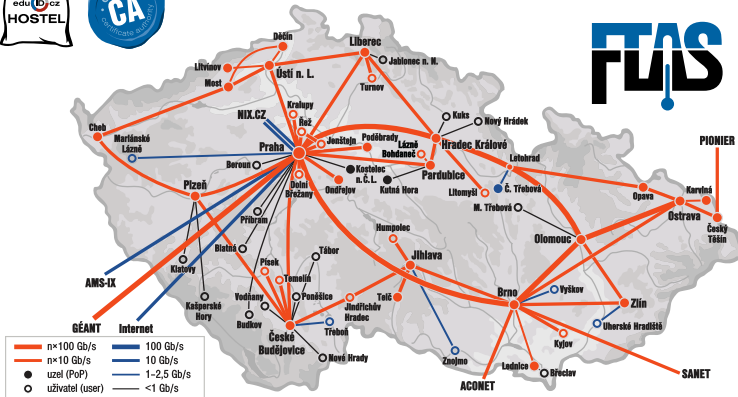 eduID.cz
HOSTEL
CA
certificate authority
FTAS
Děčín
Litvínov
Ústí n. L.
Most
Liberec
Jablonec n. N.
Turnov
Kralupy
Řež
NIX.CZ
Cheb
Mariánské
Lázně
Praha
Jenštejn
Poděbrady
Lázně
Bohdaneč
Kuks
Nový Hrádek
Hradec Králové
Beroun
Kostelec
n. Č. L.
Pardubice
Letohrad
PIONIER
Plzeň
Dolní
Břežany
Ondřejov
Kutná Hora
Litomyšl
Č. Třebová
M. Třebová
Opava
Karviná
Ostrava
Český
Těšín
Příbram
Humpolec
Olomouc
Blatná
Tábor
Jihlava
Klatovy
Písek
Temelín
AMS-IX
Vodňany
Poněšice
Telč
Brno
Vyškov
Zlín
Kašperské
Hory
Jindřichův
Hradec
Budkov
Třeboň
Uherské Hradiště
GÉANT
Internet
České
Budějovice
Kyjov
Nové Hrady
Znojmo
Lednice
Břeclav
SANET
ACONET
n×100 Gb/s
100 Gb/s
n×10 Gb/s
10 Gb/s
uzel (PoP)
1–2,5 Gb/s
uživatel (user)
<1 Gb/s